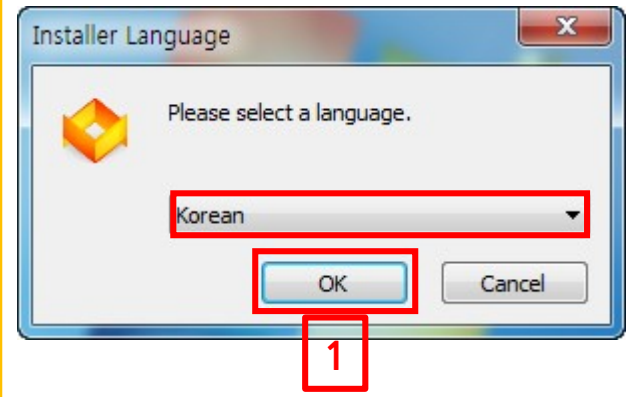 Installer Language
Please select a language.
Korean
OK
Cancel
1